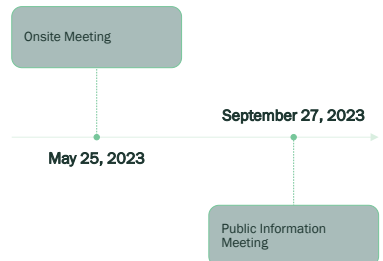 Onsite Meeting
September 27, 2023
May 25, 2023
Public Information
Meeting